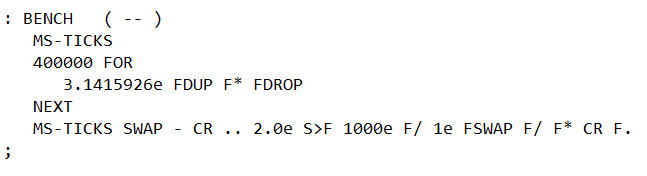 : BENCH   ( -- )
   MS-TICKS
   400000 FOR
      3.1415926e FDUP F* FDROP
   NEXT
   MS-TICKS SWAP - CR .. 2.0e S>F 1000e F/ 1e FSWAP F/ F* CR F.
;